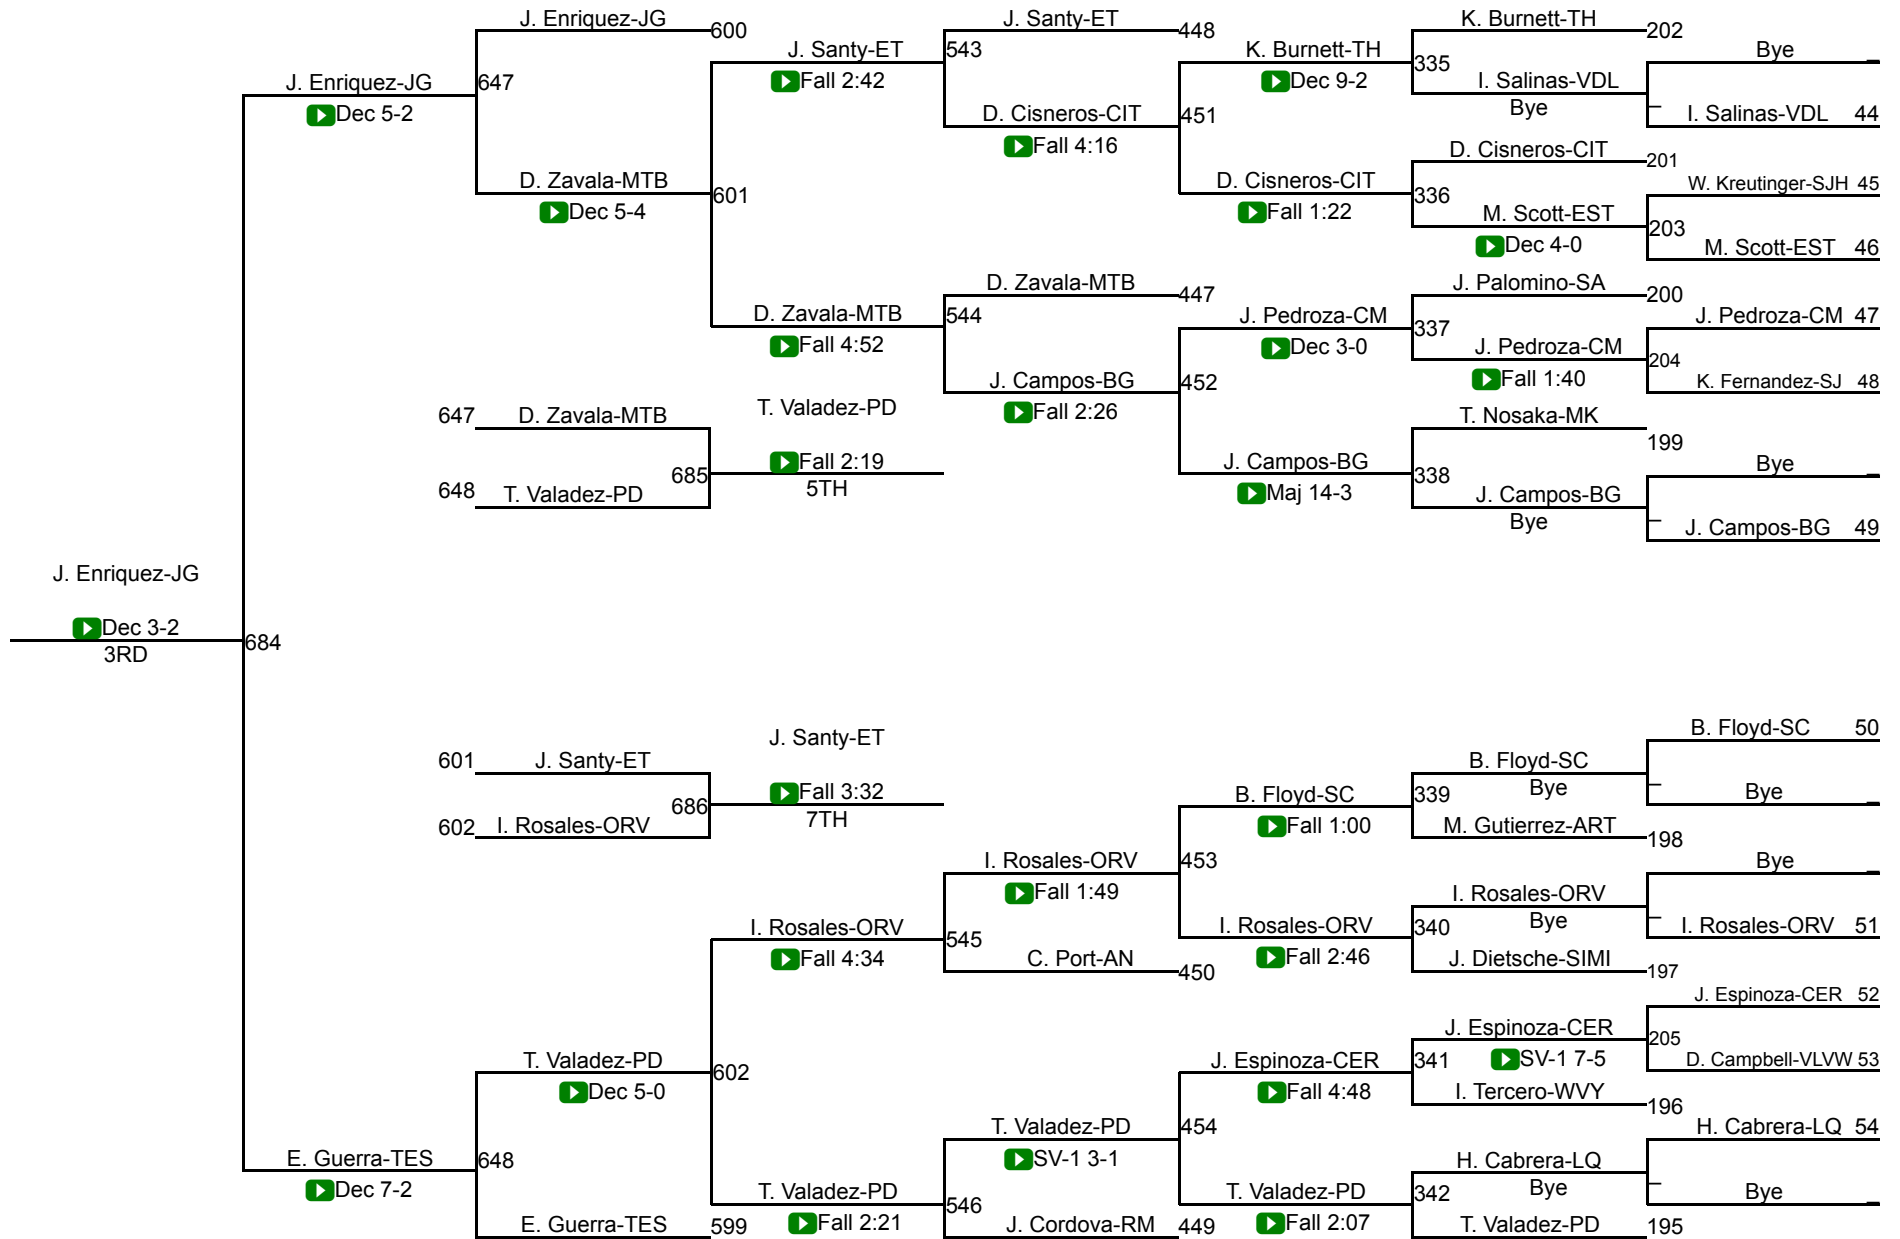 J. Enriquez-JG
600
J. Santy-ET
448
K. Burnett-TH
202
J. Santy-ET
543
K. Burnett-TH
Bye
J. Enriquez-JG
647
Fall 2:42
Dec 9-2
335
I. Salinas-VDL
Dec 5-2
D. Cisneros-CIT
451
Bye
I. Salinas-VDL 44
Fall 4:16
D. Cisneros-CIT
201
D. Zavala-MTB
601
D. Cisneros-CIT
336
W. Kreutinger-SJH 45
Dec 5-4
Fall 1:22
M. Scott-EST
203
Dec 4-0
M. Scott-EST 46
D. Zavala-MTB
447
J. Palomino-SA
200
D. Zavala-MTB
544
J. Pedroza-CM
337
J. Pedroza-CM 47
Fall 4:52
Dec 3-0
J. Pedroza-CM
204
J. Campos-BG
452
Fall 1:40
K. Fernandez-SJ 48
647
D. Zavala-MTB
T. Valadez-PD
Fall 2:26
T. Nosaka-MK
199
685
Fall 2:19
J. Campos-BG
338
Bye
648
T. Valadez-PD
5TH
Maj 14-3
J. Campos-BG
Bye
J. Campos-BG 49
J. Enriquez-JG
Dec 3-2
684
3RD
B. Floyd-SC 50
601
J. Santy-ET
J. Santy-ET
B. Floyd-SC
686
Fall 3:32
B. Floyd-SC
339
Bye
Bye
602
I. Rosales-ORV
7TH
Fall 1:00
M. Gutierrez-ART
198
I. Rosales-ORV
453
Bye
Fall 1:49
I. Rosales-ORV
I. Rosales-ORV
545
I. Rosales-ORV
340
Bye
I. Rosales-ORV 51
Fall 4:34
C. Port-AN
450
Fall 2:46
J. Dietsche-SIMI
197
J. Espinoza-CER 52
J. Espinoza-CER
205
T. Valadez-PD
602
J. Espinoza-CER
341
SV-1 7-5
D. Campbell-VLVW 53
Dec 5-0
Fall 4:48
I. Tercero-WVY
196
T. Valadez-PD
454
H. Cabrera-LQ 54
E. Guerra-TES
648
SV-1 3-1
H. Cabrera-LQ
Dec 7-2
T. Valadez-PD
546
T. Valadez-PD
342
Bye
Bye
E. Guerra-TES
599
Fall 2:21
J. Cordova-RM
449
Fall 2:07
T. Valadez-PD
195